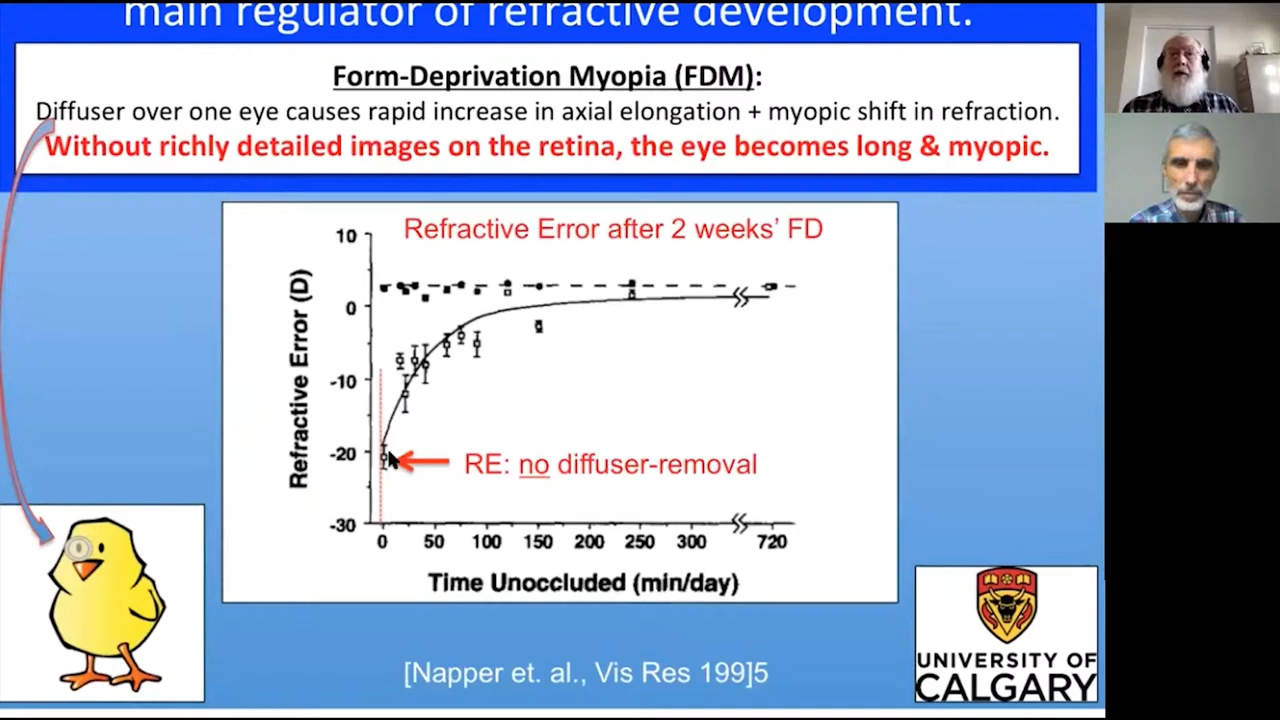 main regulator of refractive development.
Form-Deprivation Myopia (FDM):
Diffuser over one eye causes rapid increase in axial elongation + myopic shift in refraction.
Without richly detailed images on the retina, the eye becomes long & myopic.
Refractive Error after 2 weeks' FD
10
0
-10
-20
-30
Refractive Error (D)
RE: no diffuser-removal
0 50 100 150 200 250 300 720
Time Unoccluded (min/day)
[Napper et. al., Vis Res 199]5
UNIVERSITY OF
CALGARY